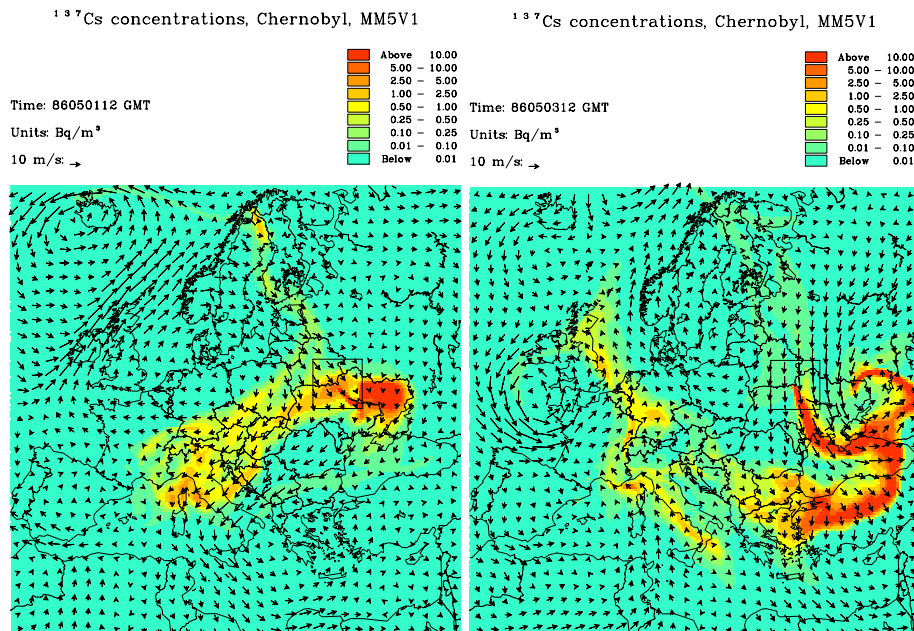 ¹³⁷Cs concentrations, Chernobyl, MM5V1
Above 10.00
5.00 – 10.00
2.50 – 5.00
1.00 – 2.50
0.50 – 1.00
0.25 – 0.50
0.10 – 0.25
0.01 – 0.10
Below 0.01
Time: 86050112 GMT
Units: Bq/m³
10 m/s:
¹³⁷Cs concentrations, Chernobyl, MM5V1
Above 10.00
5.00 – 10.00
2.50 – 5.00
1.00 – 2.50
0.50 – 1.00
0.25 – 0.50
0.10 – 0.25
0.01 – 0.10
Below 0.01
Time: 86050312 GMT
Units: Bq/m³
10 m/s: